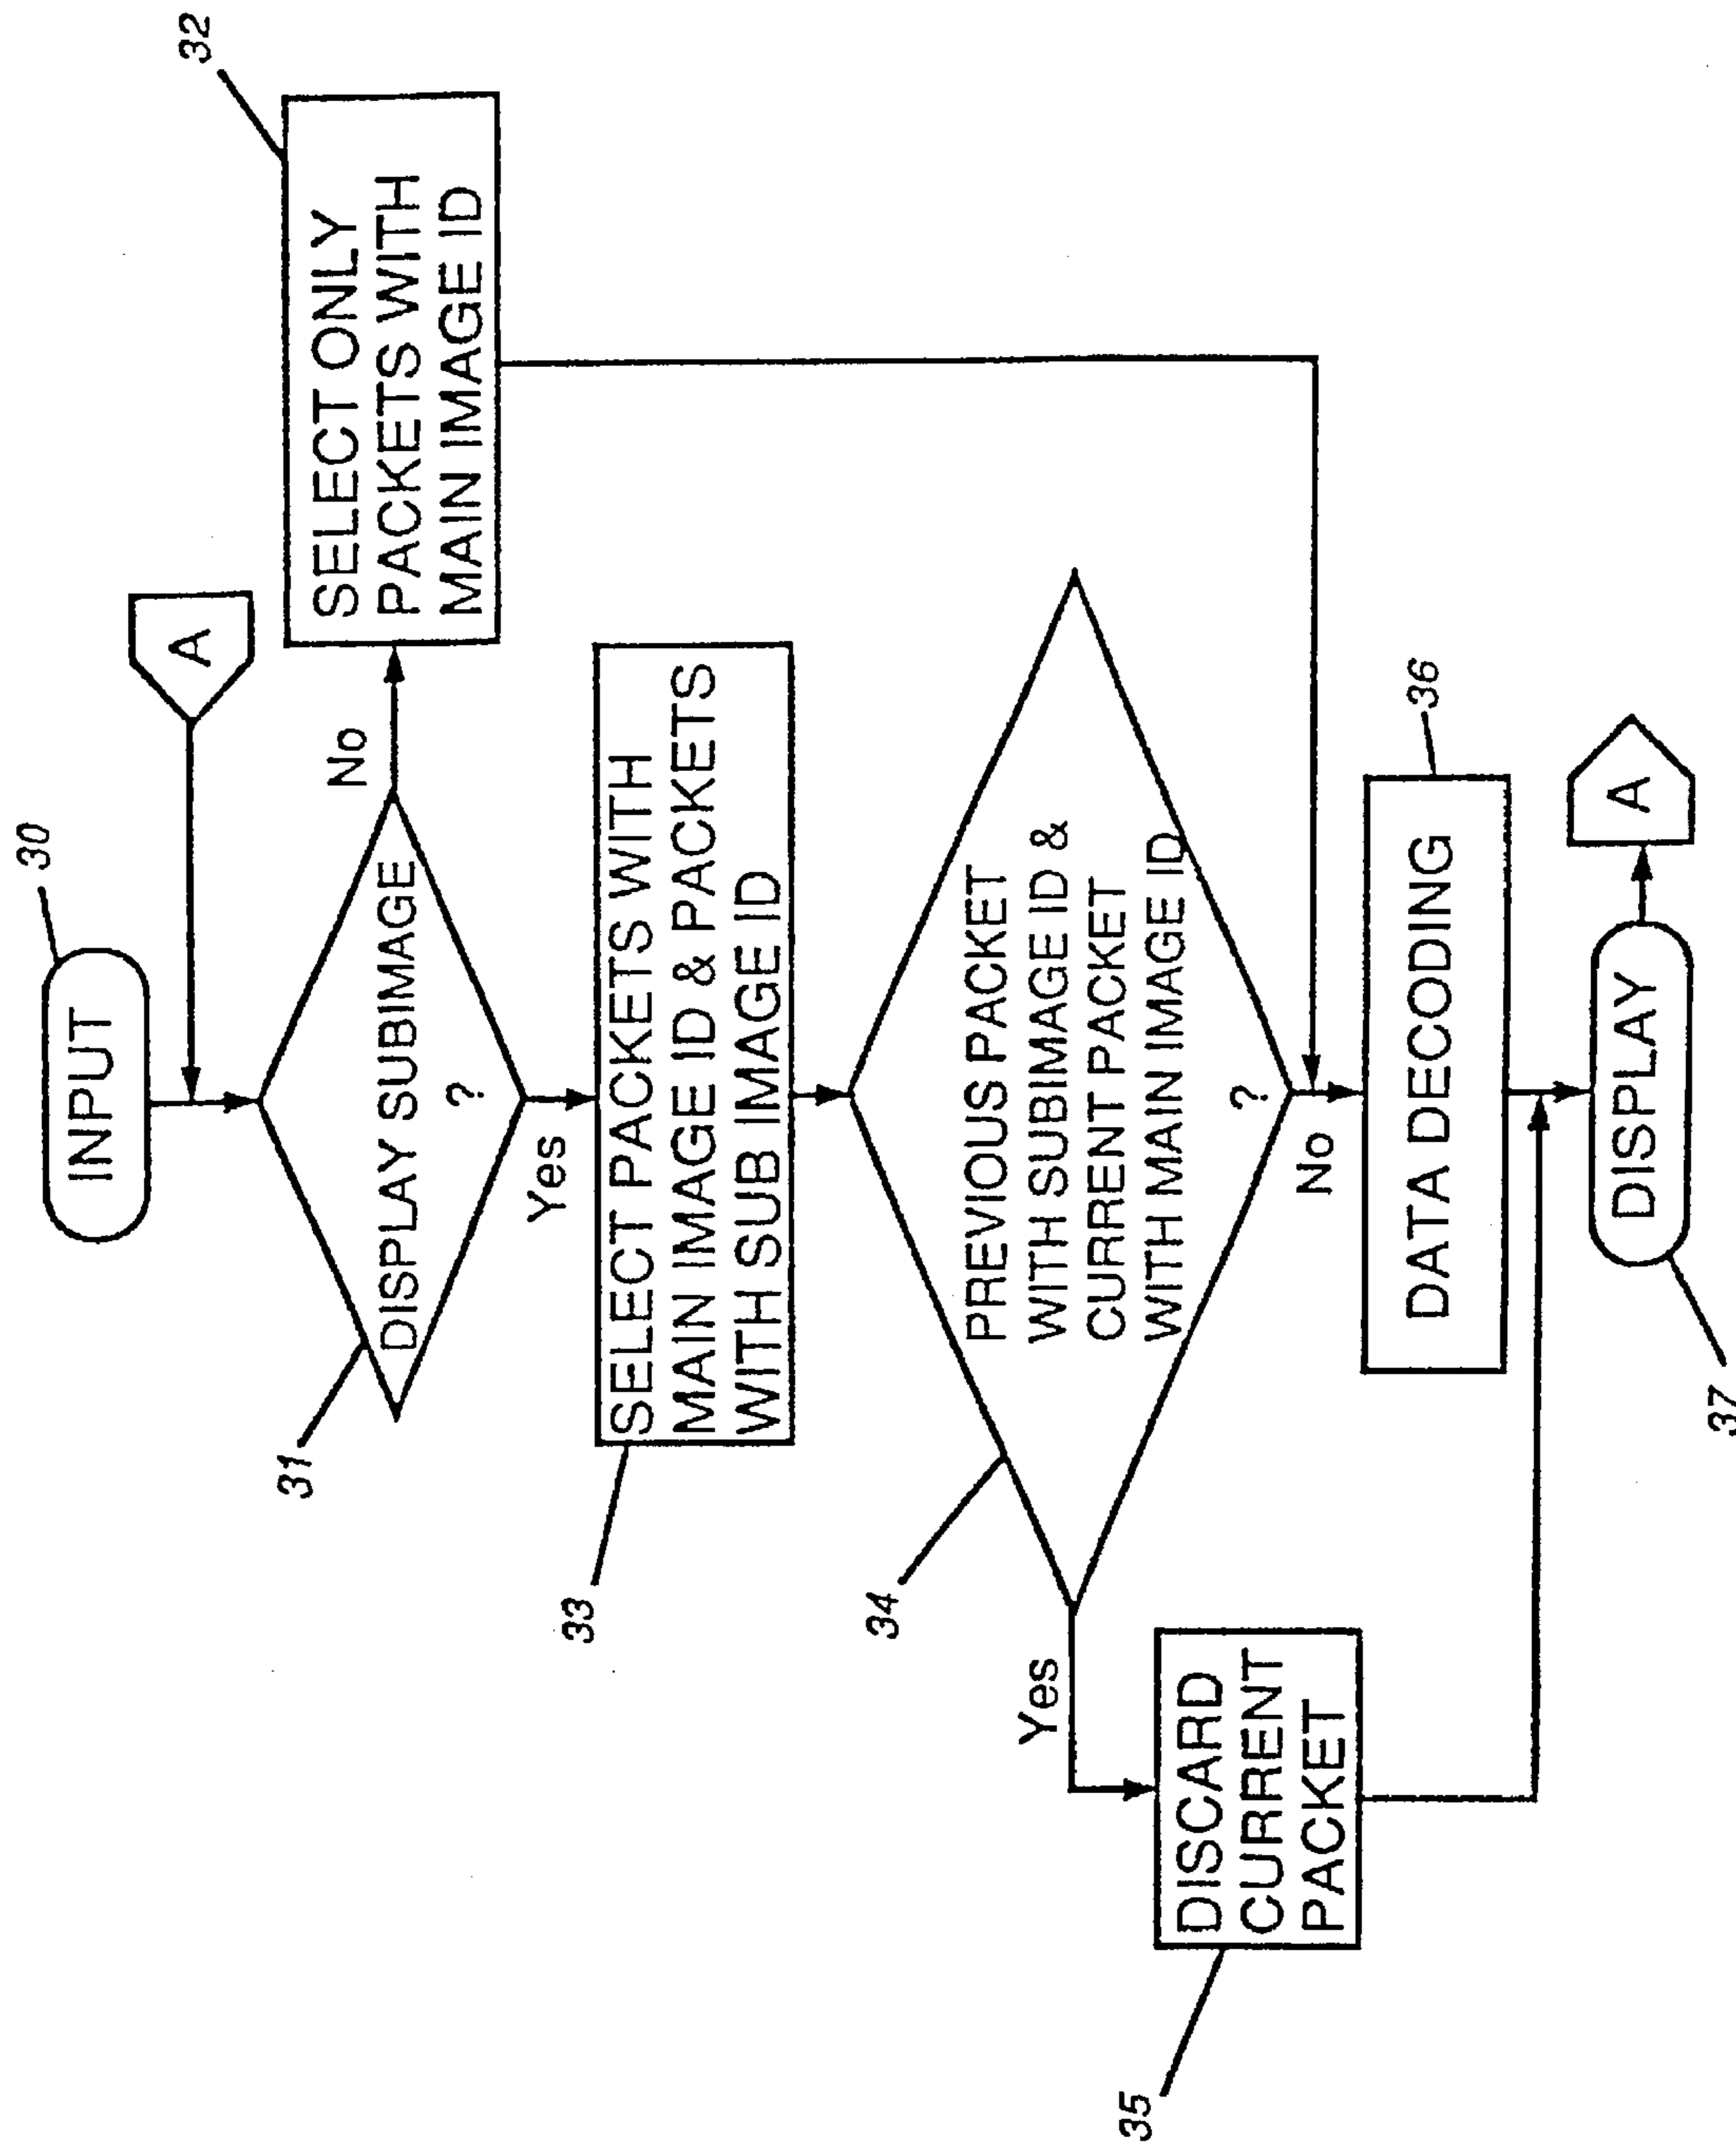 30
INPUT
A
31
DISPLAY SUBIMAGE
?
No
32
SELECT ONLY
PACKETS WITH
MAIN IMAGE ID
Yes
33
SELECT PACKETS WITH
MAIN IMAGE ID & PACKETS
WITH SUB IMAGE ID
34
PREVIOUS PACKET
WITH SUBIMAGE ID &
CURRENT PACKET
WITH MAIN IMAGE ID
?
Yes
35
DISCARD
CURRENT
PACKET
No
36
DATA DECODING
37
DISPLAY
A